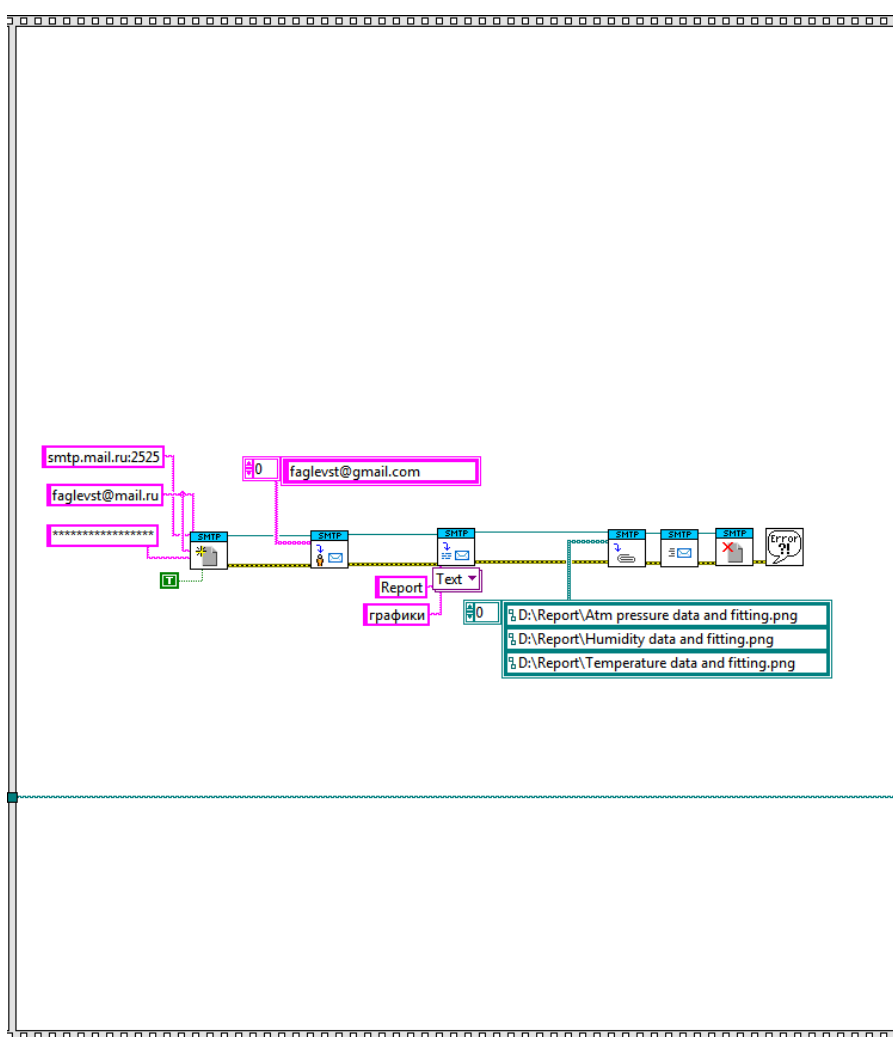 smtp.mail.ru:2525
faglevst@mail.ru
*****************
T
0
faglevst@gmail.com
SMTP
SMTP
SMTP
SMTP
SMTP
SMTP
Error
?!
Text
Report
графики
0
D:\Report\Atm pressure data and fitting.png
D:\Report\Humidity data and fitting.png
D:\Report\Temperature data and fitting.png